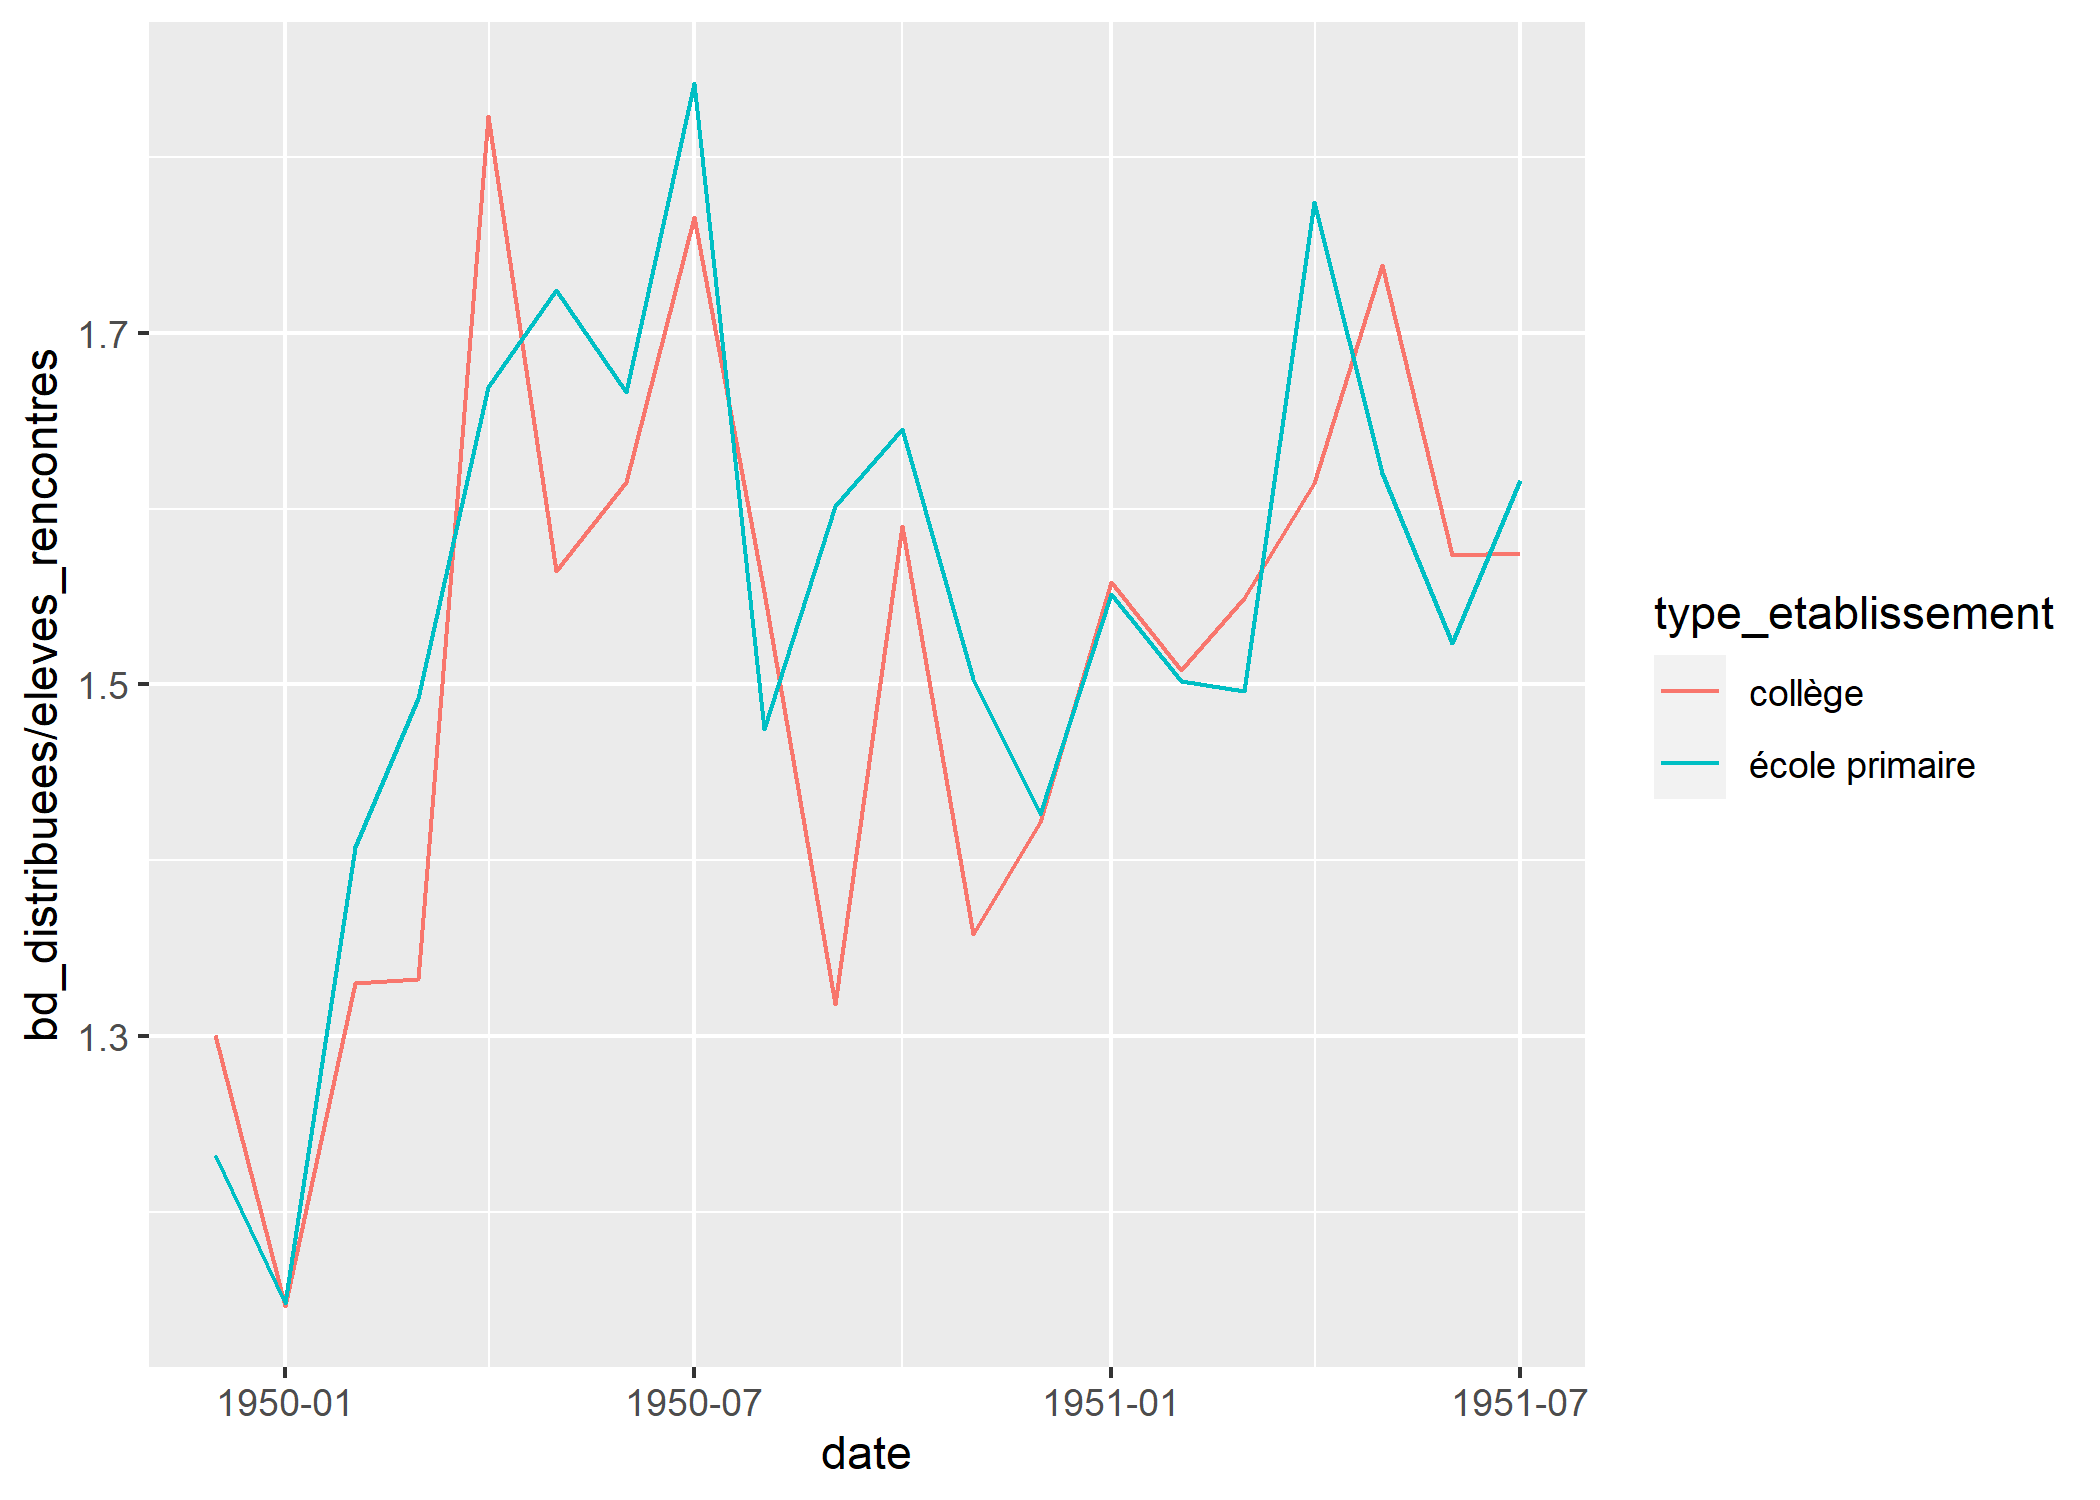 bd_distribuees/eleves_rencontres
1.7
1.5
1.3
1950-01
1950-07
1951-01
1951-07
date
type_etablissement
collège
école primaire